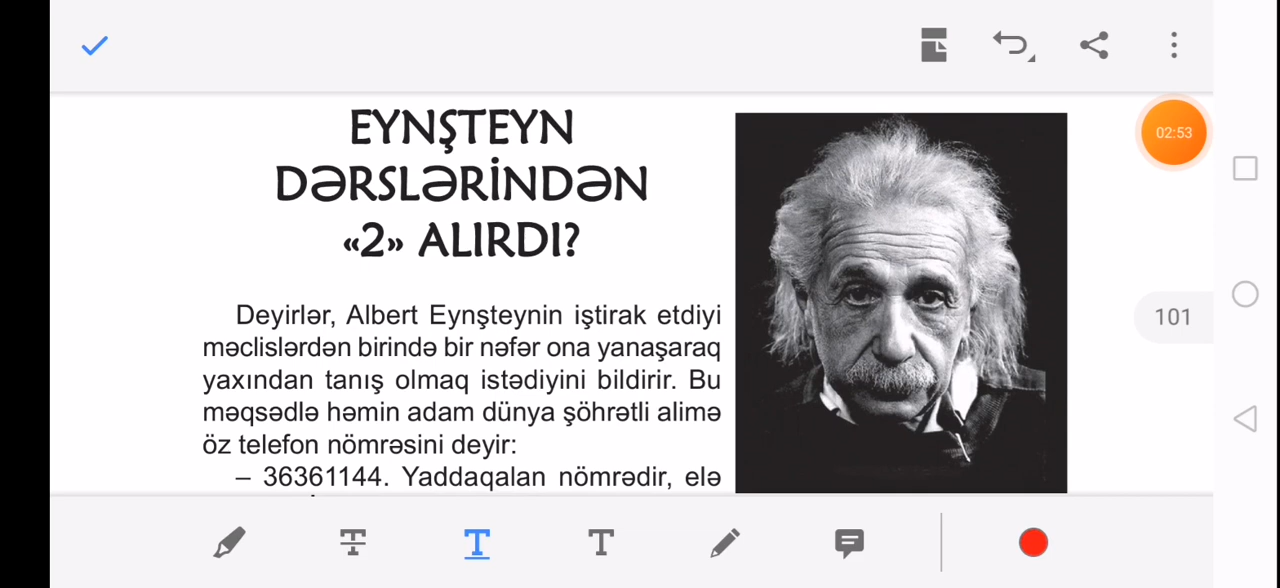 02:53
EYNŞTEYN
DƏRSLƏRİNDƏN
«2» ALIRDI?
101
Deyirlər, Albert Eynşteynin iştirak etdiyi
məclislərdən birində bir nəfər ona yanaşaraq
yaxından tanış olmaq istədiyini bildirir. Bu
məqsədlə həmin adam dünya şöhrətli alimə
öz telefon nömrəsini deyir:
– 36361144. Yaddaqalan nömrədir, elə